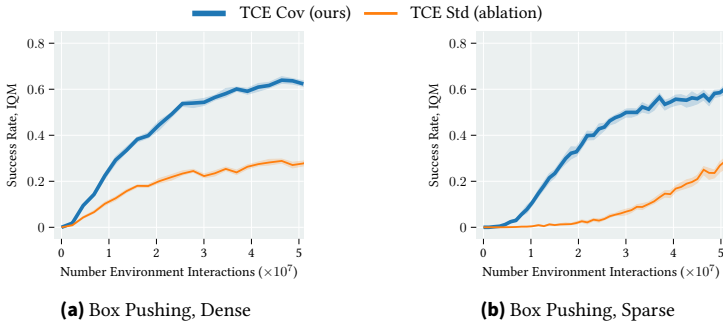 TCE Cov (ours) TCE Std (ablation)
0.8
0.6
0.4
0.2
0
Success Rate, IQM
0 1 2 3 4 5
Number Environment Interactions (×10⁷)
(a) Box Pushing, Dense
0.8
0.6
0.4
0.2
0
Success Rate, IQM
0 1 2 3 4 5
Number Environment Interactions (×10⁷)
(b) Box Pushing, Sparse